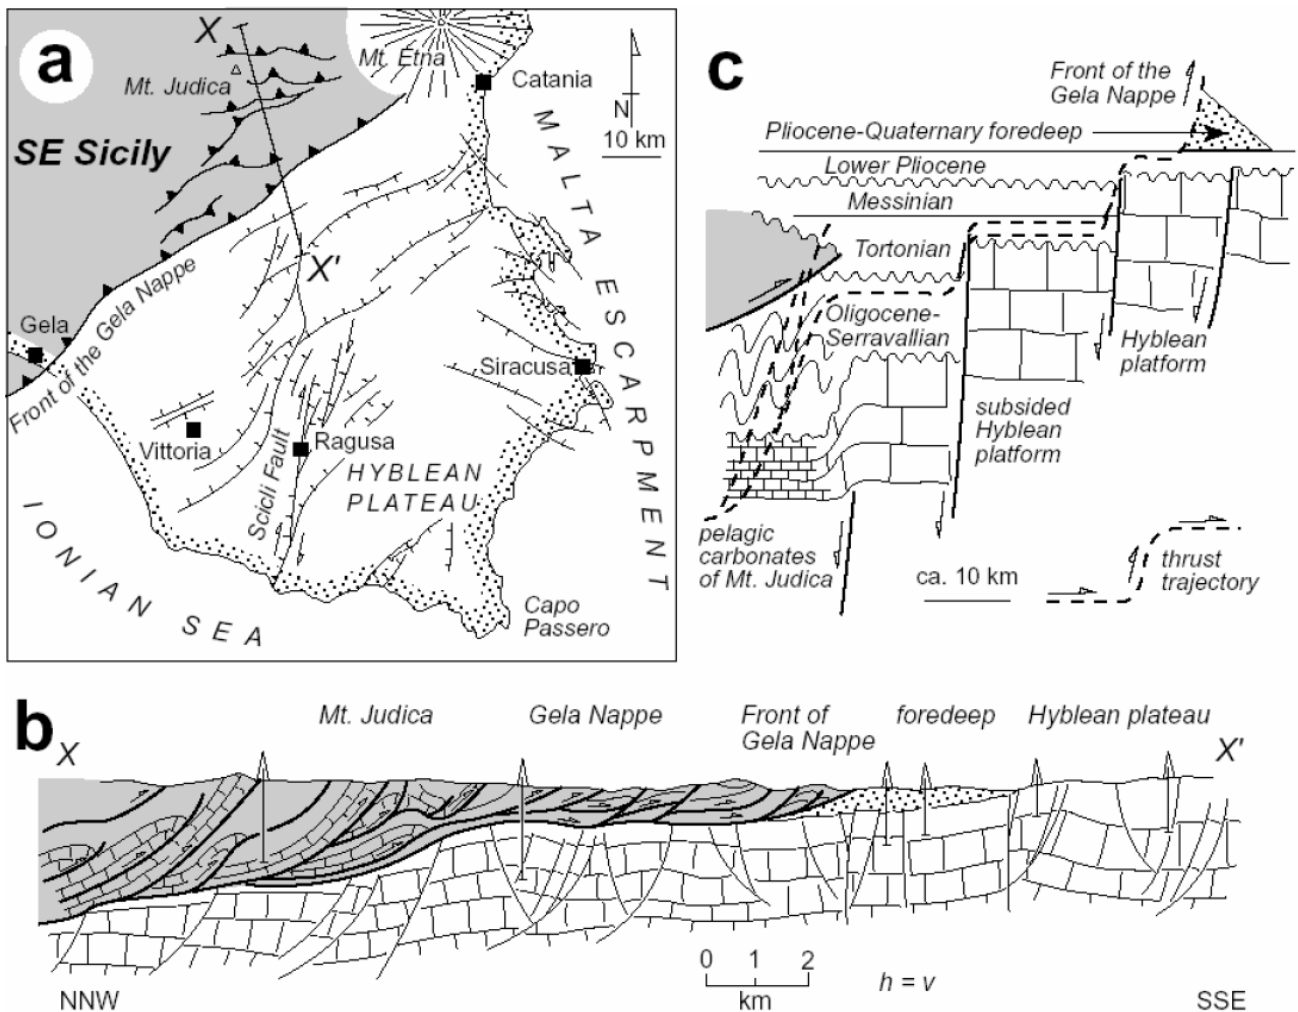 a
X
Mt. Judica
SE Sicily
Mt. Etna
Catania
N
10 km
MALTA ESCARPMENT
X'
Gela
Front of the Gela Nappe
Siracusa
Vittoria
Ragusa
Scicli Fault
HYBLEAN
PLATEAU
IONIAN SEA
Capo
Passero
c
Front of the
Gela Nappe
Pliocene-Quaternary foredeep
Lower Pliocene
Messinian
Tortonian
Oligocene-
Serravallian
Hyblean
platform
subsided
Hyblean
platform
pelagic
carbonates
of Mt. Judica
ca. 10 km
thrust
trajectory
b
X
Mt. Judica
Gela Nappe
Front of
Gela Nappe
foredeep
Hyblean plateau
X'
0 1 2
km
h = v
NNW
SSE